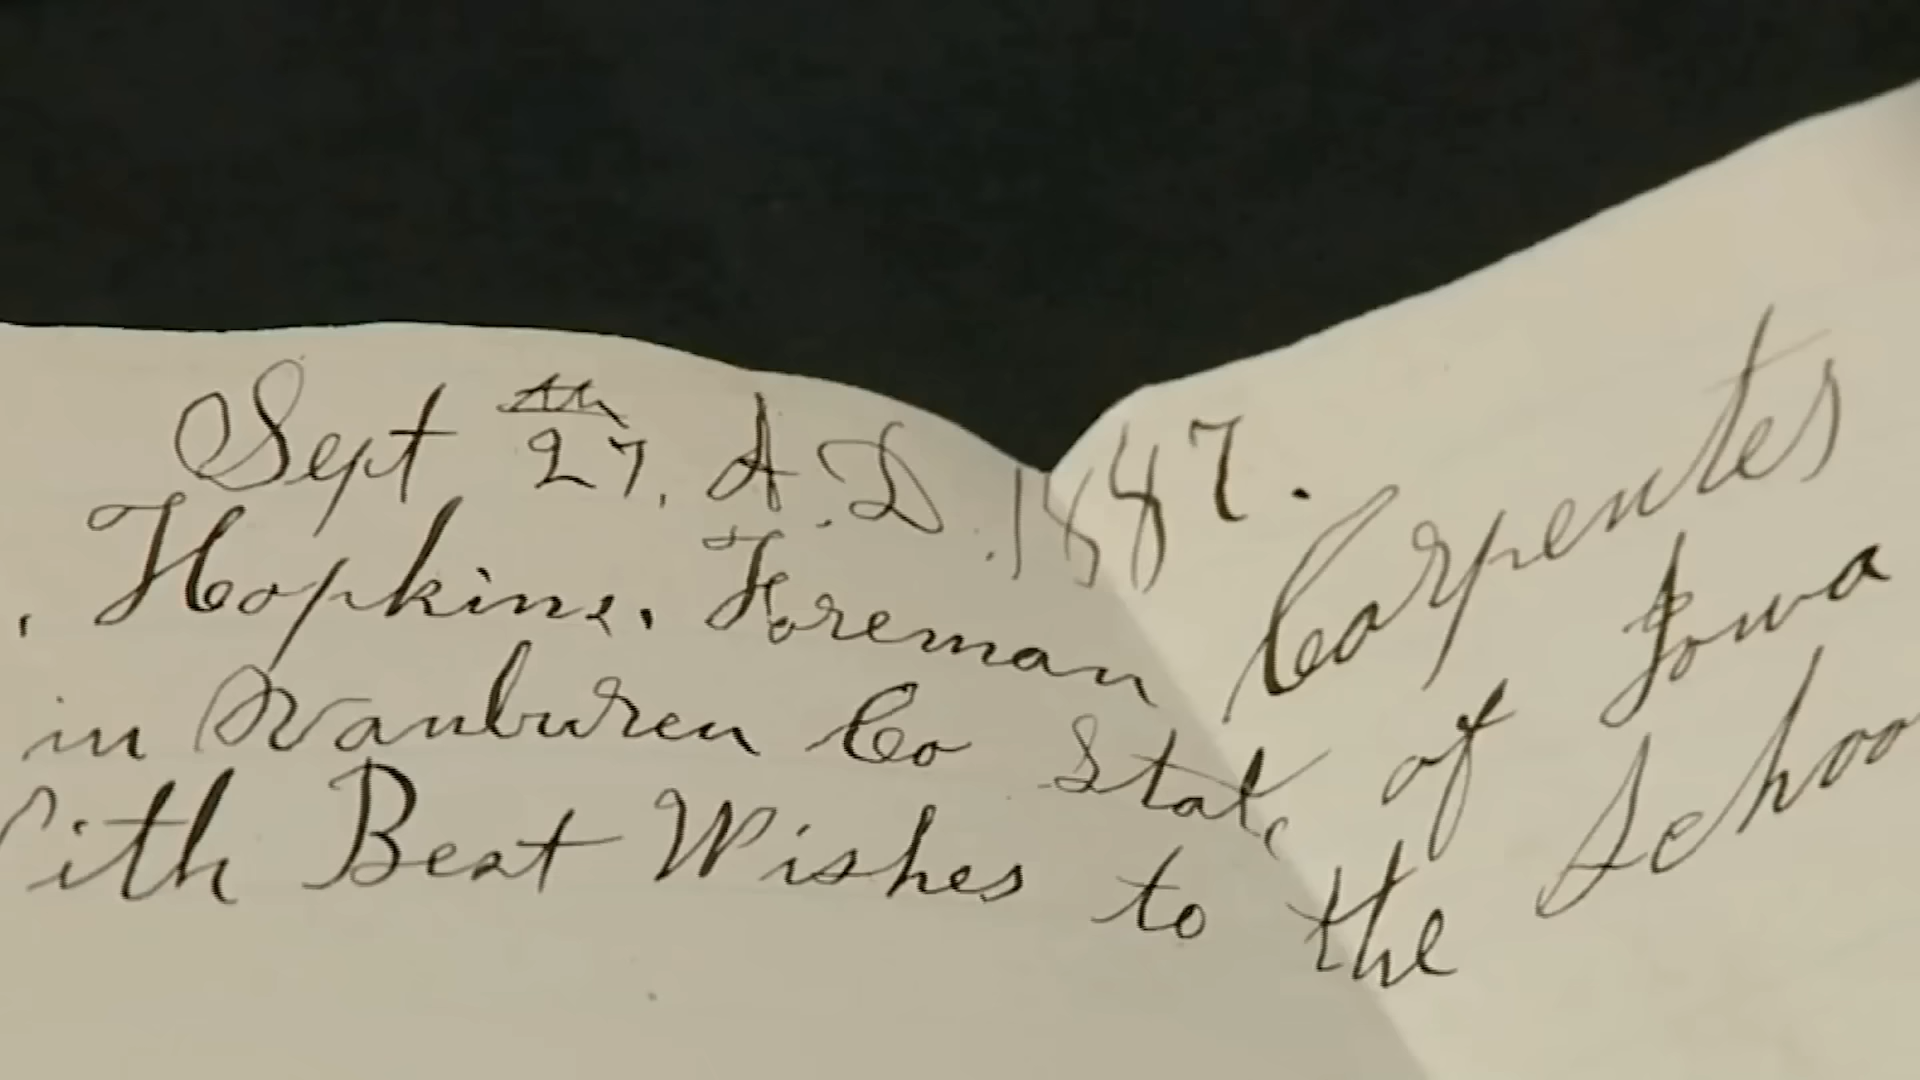 Sept 27th, A.D. 1887.
, Hopkins. Foreman Carpenter
in Vanburen Co State of Iowa
With Best Wishes to the School